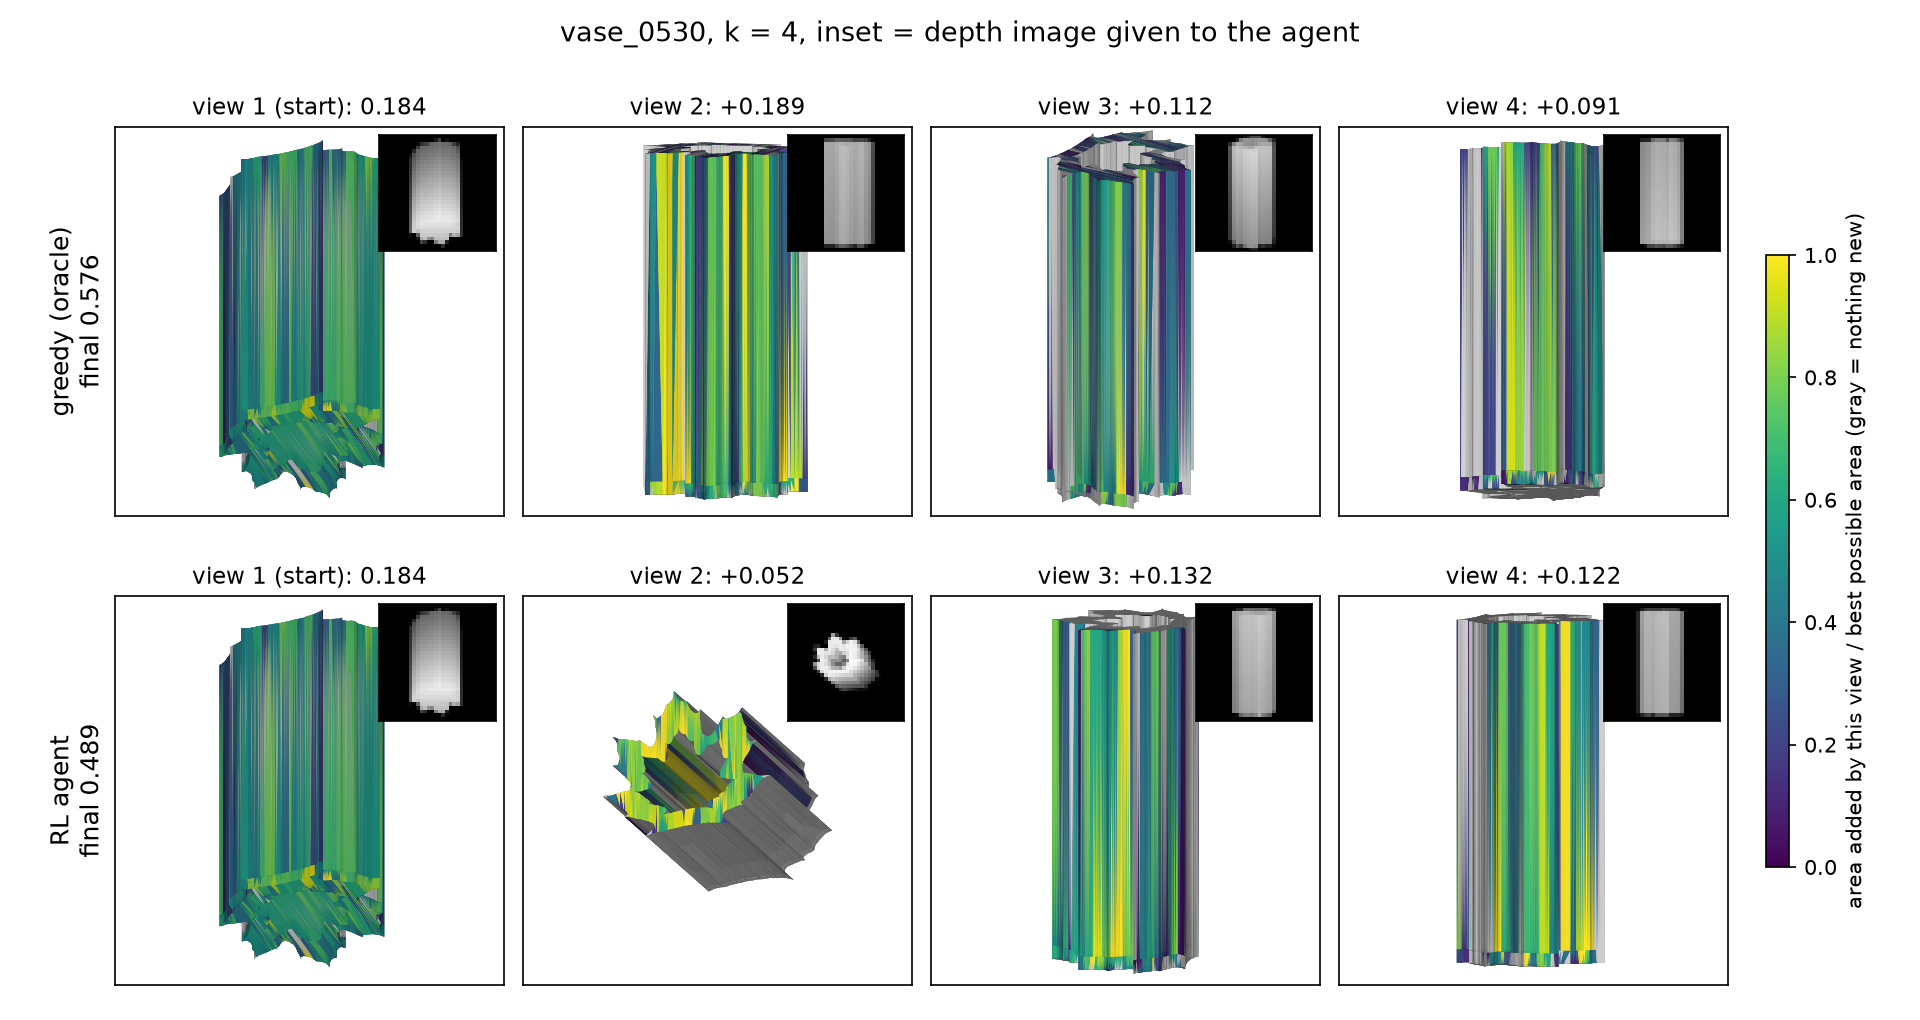 vase_0530, k = 4, inset = depth image given to the agent
greedy (oracle)
final 0.576
view 1 (start): 0.184
view 2: +0.189
view 3: +0.112
view 4: +0.091
RL agent
final 0.489
view 1 (start): 0.184
view 2: +0.052
view 3: +0.132
view 4: +0.122
1.0
0.8
0.6
0.4
0.2
0.0
area added by this view / best possible area (gray = nothing new)